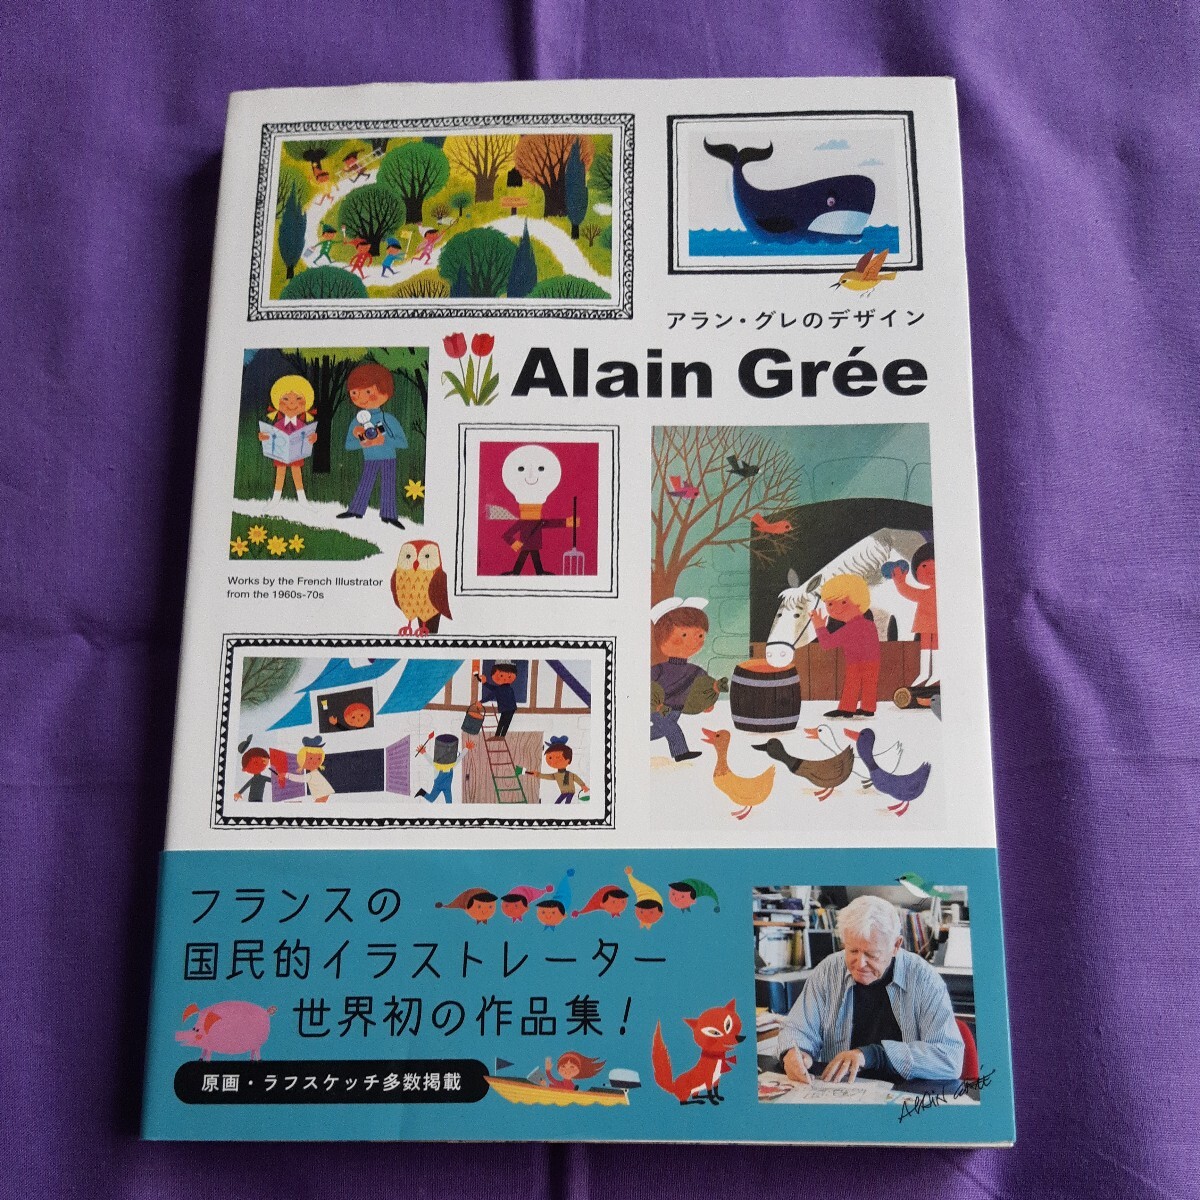 アラン・グレのデザイン
Alain Grée
Works by the French Illustrator
from the 1960s-70s
フランスの
国民的イラストレーター
世界初の作品集!
原画・ラフスケッチ多数掲載
ALAIN GRÉE